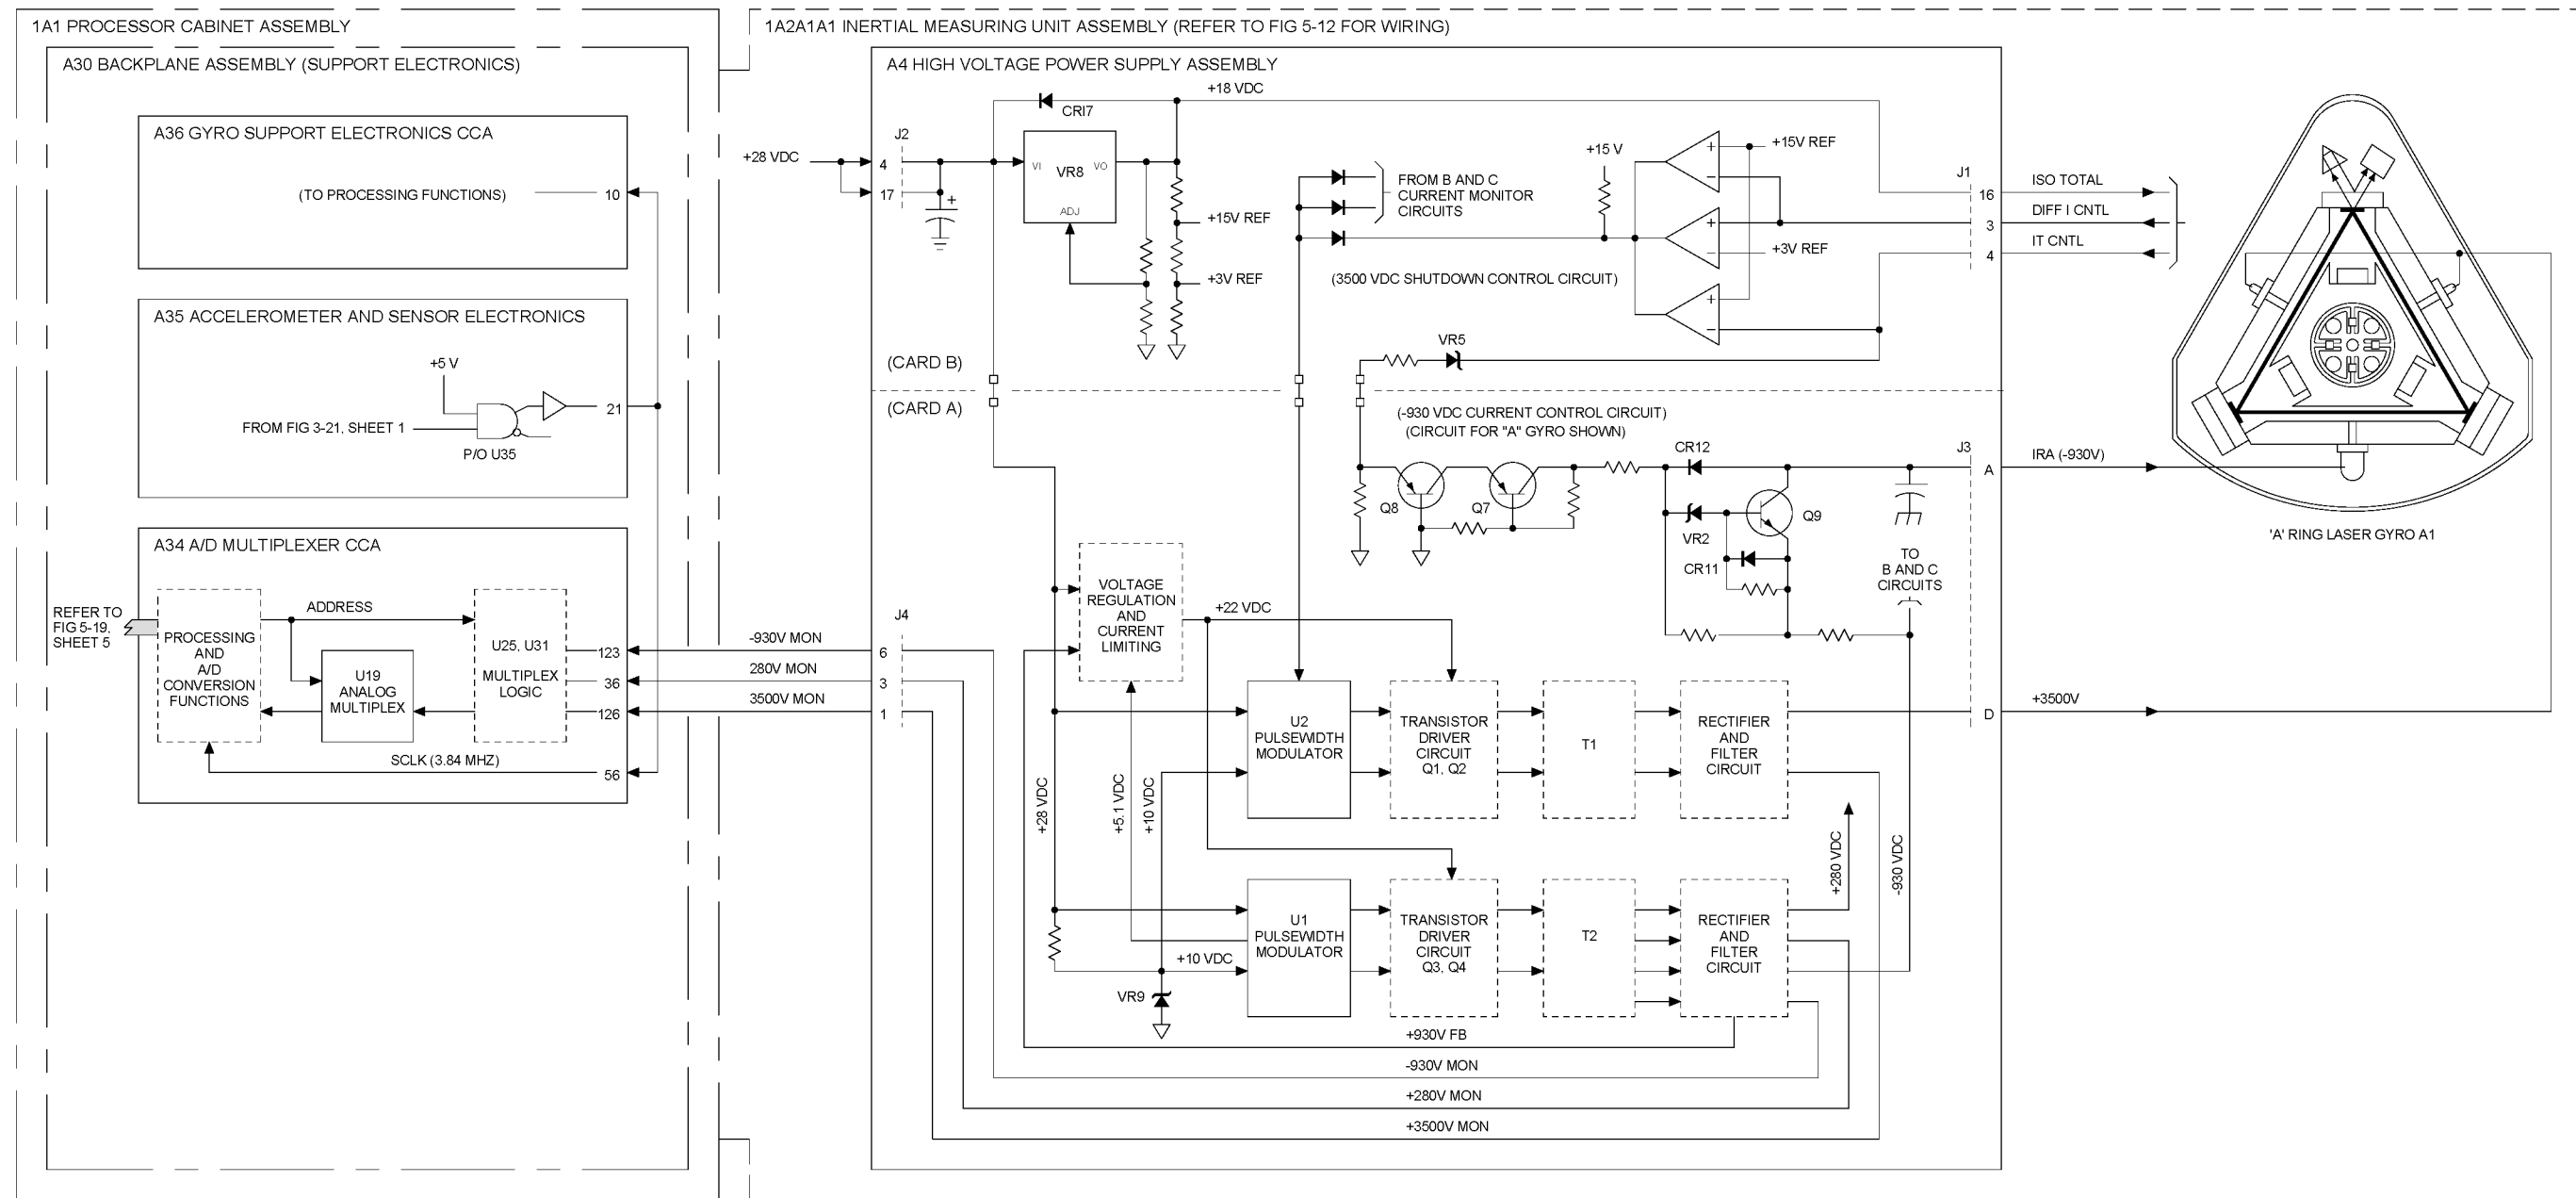 1A1 PROCESSOR CABINET ASSEMBLY
A30 BACKPLANE ASSEMBLY (SUPPORT ELECTRONICS)
A36 GYRO SUPPORT ELECTRONICS CCA
(TO PROCESSING FUNCTIONS)
10
A35 ACCELEROMETER AND SENSOR ELECTRONICS
+5 V
FROM FIG 3-21, SHEET 1
21
P/O U35
A34 A/D MULTIPLEXER CCA
REFER TO
FIG 5-19,
SHEET 5
PROCESSING
AND
A/D
CONVERSION
FUNCTIONS
ADDRESS
U19
ANALOG
MULTIPLEX
U25, U31
MULTIPLEX
LOGIC
123
36
126
SCLK (3.84 MHZ)
56
-930V MON
280V MON
3500V MON
1A2A1A1 INERTIAL MEASURING UNIT ASSEMBLY (REFER TO FIG 5-12 FOR WIRING)
A4 HIGH VOLTAGE POWER SUPPLY ASSEMBLY
+28 VDC
J2
4
17
+
CRI7
+18 VDC
VI
VR8
VO
ADJ
+15V REF
+3V REF
FROM B AND C
CURRENT MONITOR
CIRCUITS
+15 V
+
−
+15V REF
+
−
+3V REF
+
−
(3500 VDC SHUTDOWN CONTROL CIRCUIT)
J1
16
3
4
ISO TOTAL
DIFF I CNTL
IT CNTL
VR5
(CARD B)
(CARD A)
(-930 VDC CURRENT CONTROL CIRCUIT)
(CIRCUIT FOR "A" GYRO SHOWN)
Q8
Q7
CR12
VR2
Q9
CR11
TO
B AND C
CIRCUITS
J3
A
IRA (-930V)
'A' RING LASER GYRO A1
J4
6
3
1
VOLTAGE
REGULATION
AND
CURRENT
LIMITING
+22 VDC
U2
PULSEWIDTH
MODULATOR
TRANSISTOR
DRIVER
CIRCUIT
Q1, Q2
T1
RECTIFIER
AND
FILTER
CIRCUIT
D
+3500V
+28 VDC
+5.1 VDC
+10 VDC
+280 VDC
-930 VDC
+10 VDC
VR9
U1
PULSEWIDTH
MODULATOR
TRANSISTOR
DRIVER
CIRCUIT
Q3, Q4
T2
RECTIFIER
AND
FILTER
CIRCUIT
+930V FB
-930V MON
+280V MON
+3500V MON